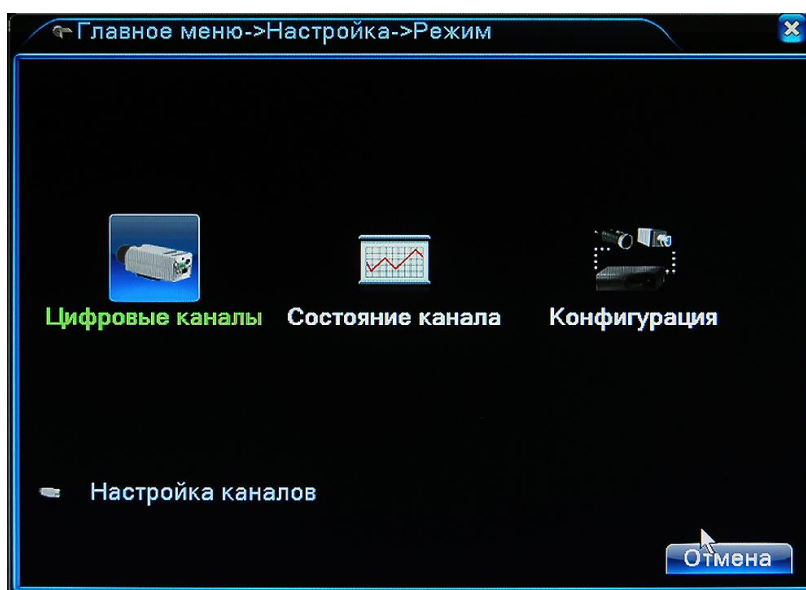 Главное меню->Настройка->Режим
Цифровые каналы Состояние канала Конфигурация
Настройка каналов
Отмена